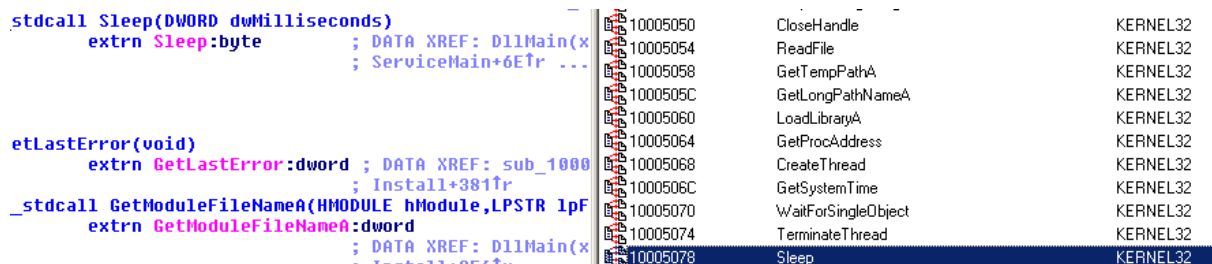 stdcall Sleep(DWORD dwMilliseconds)
extrn Sleep:byte ; DATA XREF: DllMain(x
; ServiceMain+6E↑r ...
etLastError(void)
extrn GetLastError:dword ; DATA XREF: sub_1000
; Install+381↑r
_stdcall GetModuleFileNameA(HMODULE hModule,LPSTR lpF
extrn GetModuleFileNameA:dword
; DATA XREF: DllMain(x
10005050 CloseHandle KERNEL32
10005054 ReadFile KERNEL32
10005058 GetTempPathA KERNEL32
1000505C GetLongPathNameA KERNEL32
10005060 LoadLibraryA KERNEL32
10005064 GetProcAddress KERNEL32
10005068 CreateThread KERNEL32
1000506C GetSystemTime KERNEL32
10005070 WaitForSingleObject KERNEL32
10005074 TerminateThread KERNEL32
10005078 Sleep KERNEL32